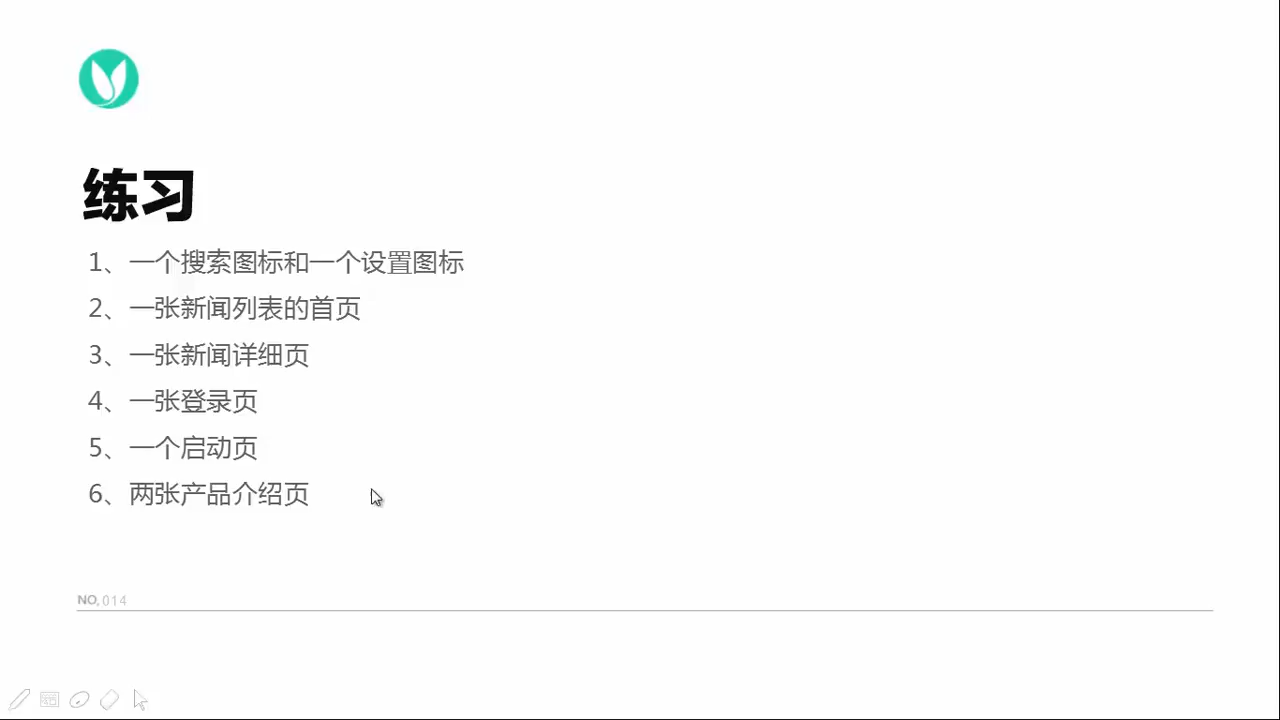 练习
1、一个搜索图标和一个设置图标
2、一张新闻列表的首页
3、一张新闻详细页
4、一张登录页
5、一个启动页
6、两张产品介绍页
NO, 014